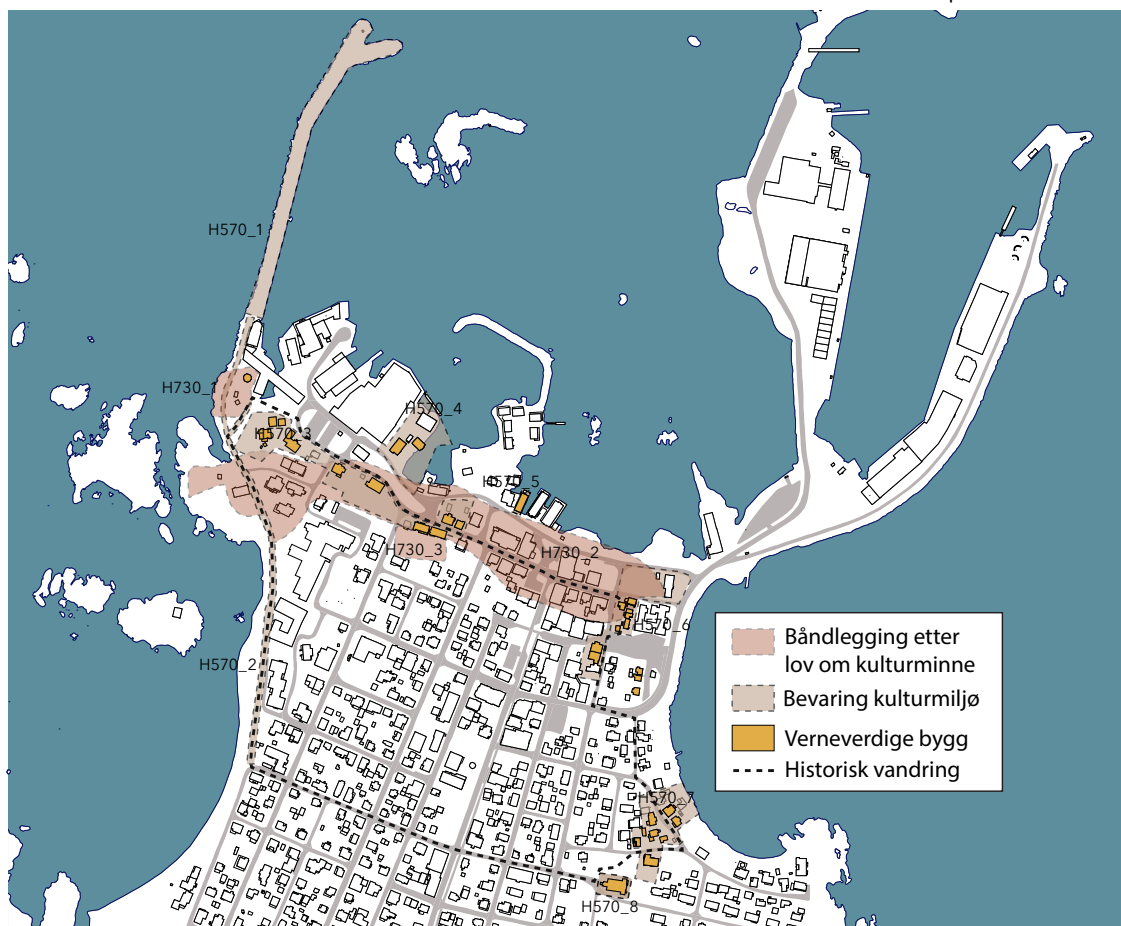 H570_1
H730_1
H570_4
H570_3
H570_5
H730_3
H730_2
H570_6
H570_2
Båndlegging etter
lov om kulturminne
Bevaring kulturmiljø
Verneverdige bygg
Historisk vandring
H570_7
H570_8